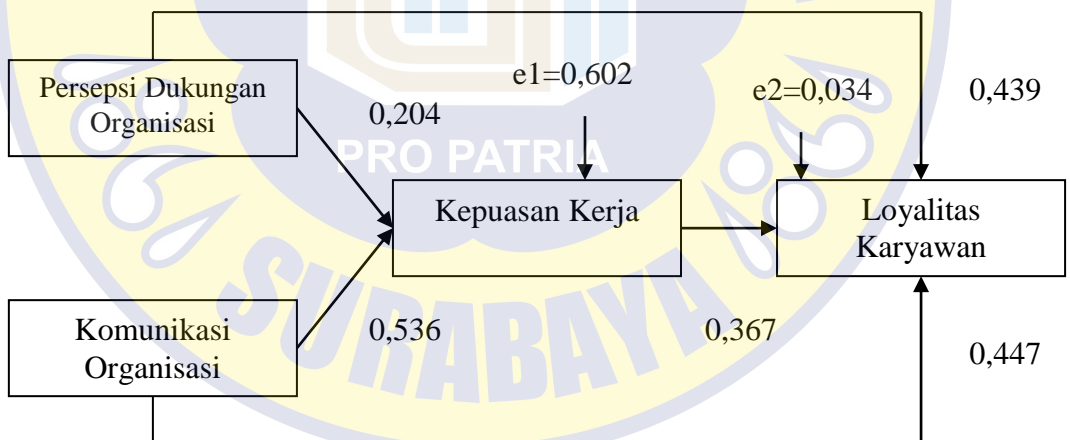 Persepsi Dukungan
Organisasi
0,204
e1=0,602
e2=0,034
0,439
PRO PATRIA
Kepuasan Kerja
Loyalitas
Karyawan
Komunikasi
Organisasi
0,536
0,367
0,447
SURABAYA